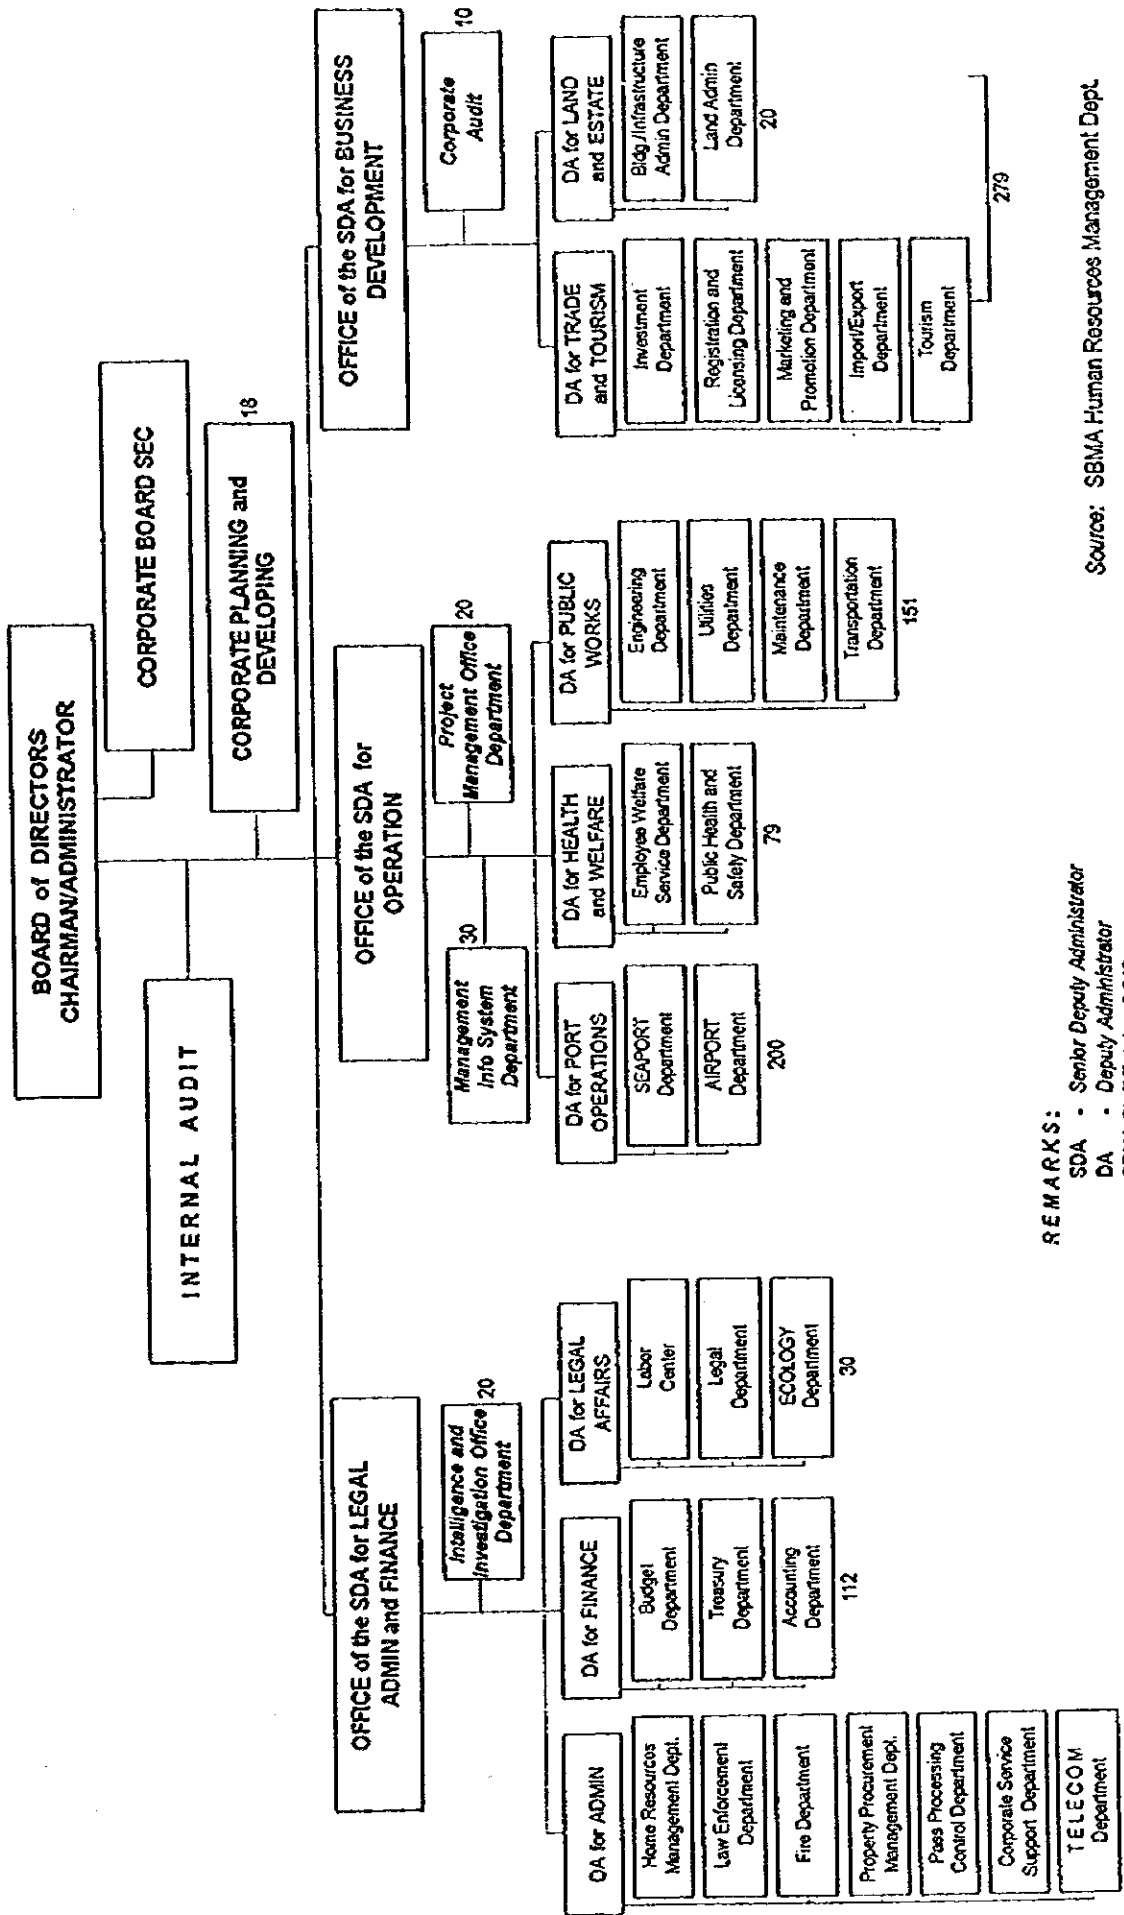 BOARD of DIRECTORS
CHAIRMAN/ADMINISTRATOR
CORPORATE BOARD SEC
INTERNAL AUDIT
CORPORATE PLANNING and
DEVELOPING
18
OFFICE of the SDA for LEGAL
ADMIN and FINANCE
Intelligence and
Investigation Office
Department
20
OA for ADMIN
Home Resources
Management Dept.
Law Enforcement
Department
Fire Department
Property Procurement
Management Dept.
Pass Processing
Control Department
Corporate Service
Support Department
TELECOM
Department
DA for FINANCE
Budget
Department
Treasury
Department
Accounting
Department
112
DA for LEGAL
AFFAIRS
Labor
Center
Legal
Department
ECOLOGY
Department
30
OFFICE of the SDA for
OPERATION
Management
Info System
Department
30
Project
Management Office
Department
20
DA for PORT
OPERATIONS
SEAPORT
Department
AIRPORT
Department
200
DA for HEALTH
and WELFARE
Employee Welfare
Service Department
Public Health and
Safety Department
79
DA for PUBLIC
WORKS
Engineering
Department
Utilities
Department
Maintenance
Department
Transportation
Department
151
OFFICE of the SDA for BUSINESS
DEVELOPMENT
Corporate
Audit
10
DA for TRADE
and TOURISM
Investment
Department
Registration and
Licensing Department
Marketing and
Promotion Department
Import/Export
Department
Tourism
Department
DA for LAND
and ESTATE
Bldg./Infrastructure
Admin Department
Land Admin
Department
20
279
REMARKS:
SDA - Senior Deputy Administrator
DA - Deputy Administrator
Source: SBMA Human Resources Management Dept.